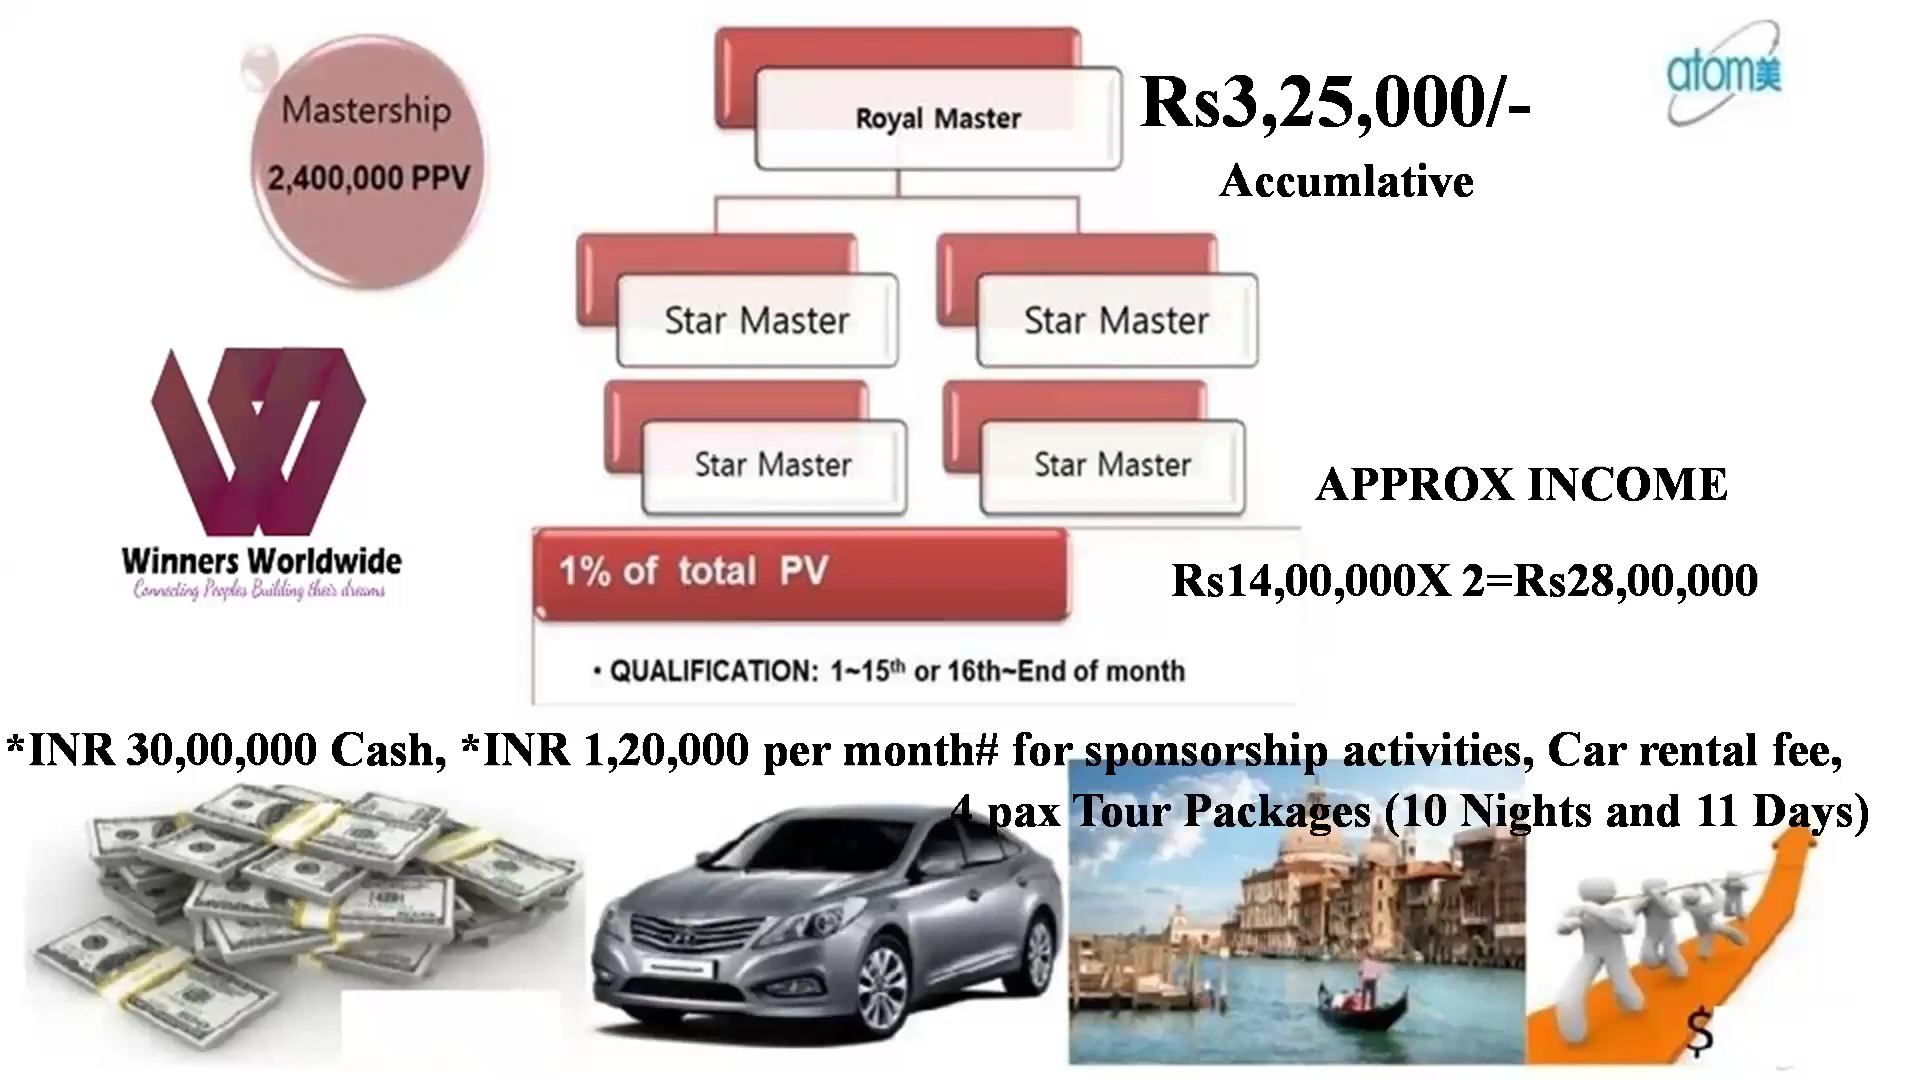 Mastership
2,400,000 PPV
Royal Master
Rs3,25,000/-
Accumlative
atom美
Star Master
Star Master
Star Master
Star Master
Winners Worldwide
Connecting Peoples Building their dreams
APPROX INCOME
1% of total PV
Rs14,00,000X 2=Rs28,00,000
• QUALIFICATION: 1~15th or 16th~End of month
*INR 30,00,000 Cash, *INR 1,20,000 per month# for sponsorship activities, Car rental fee,
4 pax Tour Packages (10 Nights and 11 Days)
$